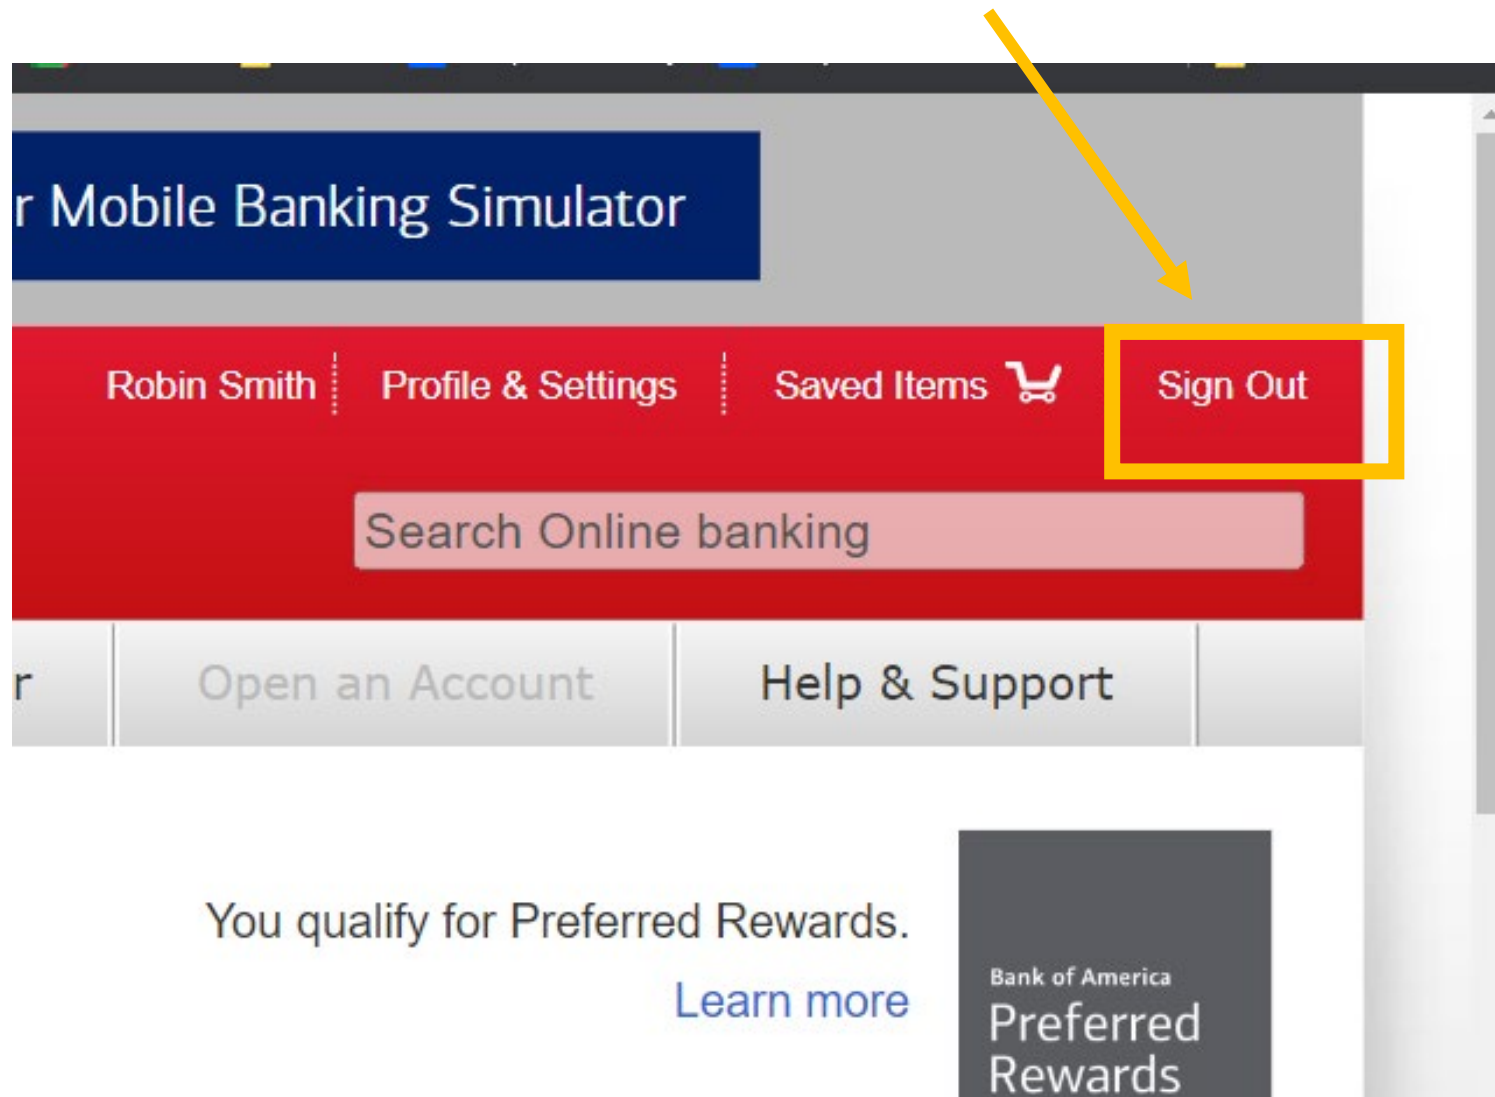 r Mobile Banking Simulator
Robin Smith Profile & Settings Saved Items Sign Out
Search Online banking
r Open an Account Help & Support
You qualify for Preferred Rewards.
Learn more
Bank of America
Preferred
Rewards